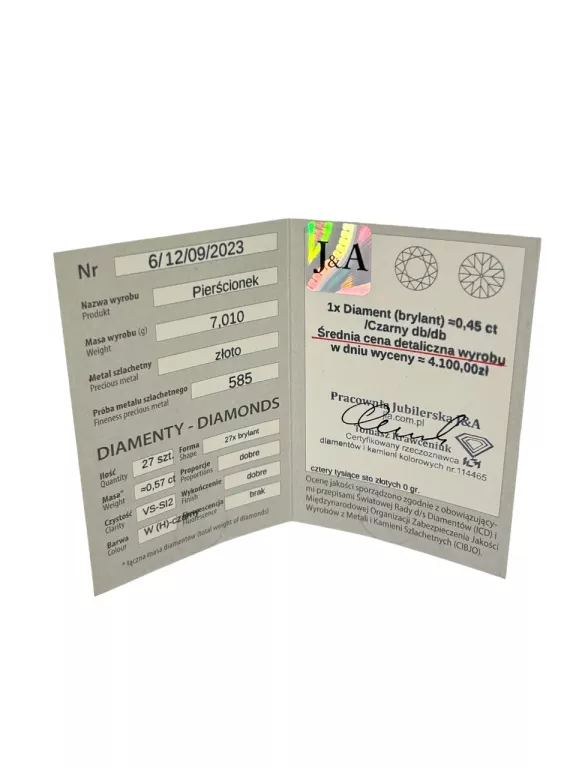 Nr 6/12/09/2023
Nazwa wyrobu Pierścionek
Produkt
Masa wyrobu (g) 7,010
Weight
Metal szlachetny złoto
Precious metal
Próba metalu szlachetnego 585
Fineness precious metal
DIAMENTY - DIAMONDS
Ilość 27 szt. Forma 27x brylant
Quantity Shape
Masa* ≈0,57 ct Proporcje dobre
Weight Proportions
Czystość VS-SI2 Wykończenie dobre
Clarity Finish
Barwa W (H)- brak
Colour
* łączna masa diamentów (total weight of diamonds)
J&A
1x Diament (brylant) ≈0,45 ct
/Czarny db/db
Średnia cena detaliczna wyrobu
w dniu wyceny ≈ 4.100,00zł
Pracownia Jubilerska J&A
.com.pl
Tomasz Krawceniuk
Certyfikowany rzeczoznawca
diamentów i kamieni kolorowych nr.114465
cztery tysiące sto złotych 0 gr.
Ocenę jakości sporządzono zgodnie z obowiązują-
mi przepisami Światowej Rady d/s Diamentów (ICD) i
Międzynarodowej Organizacji Zabezpieczenia Jakości
Wyrobów z Metali i Kamieni Szlachetnych (CIBJO).